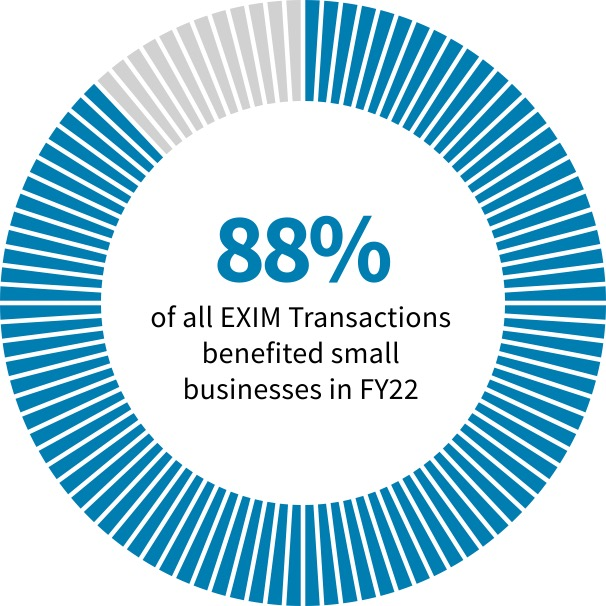 88%
of all EXIM Transactions
benefited small
businesses in FY22